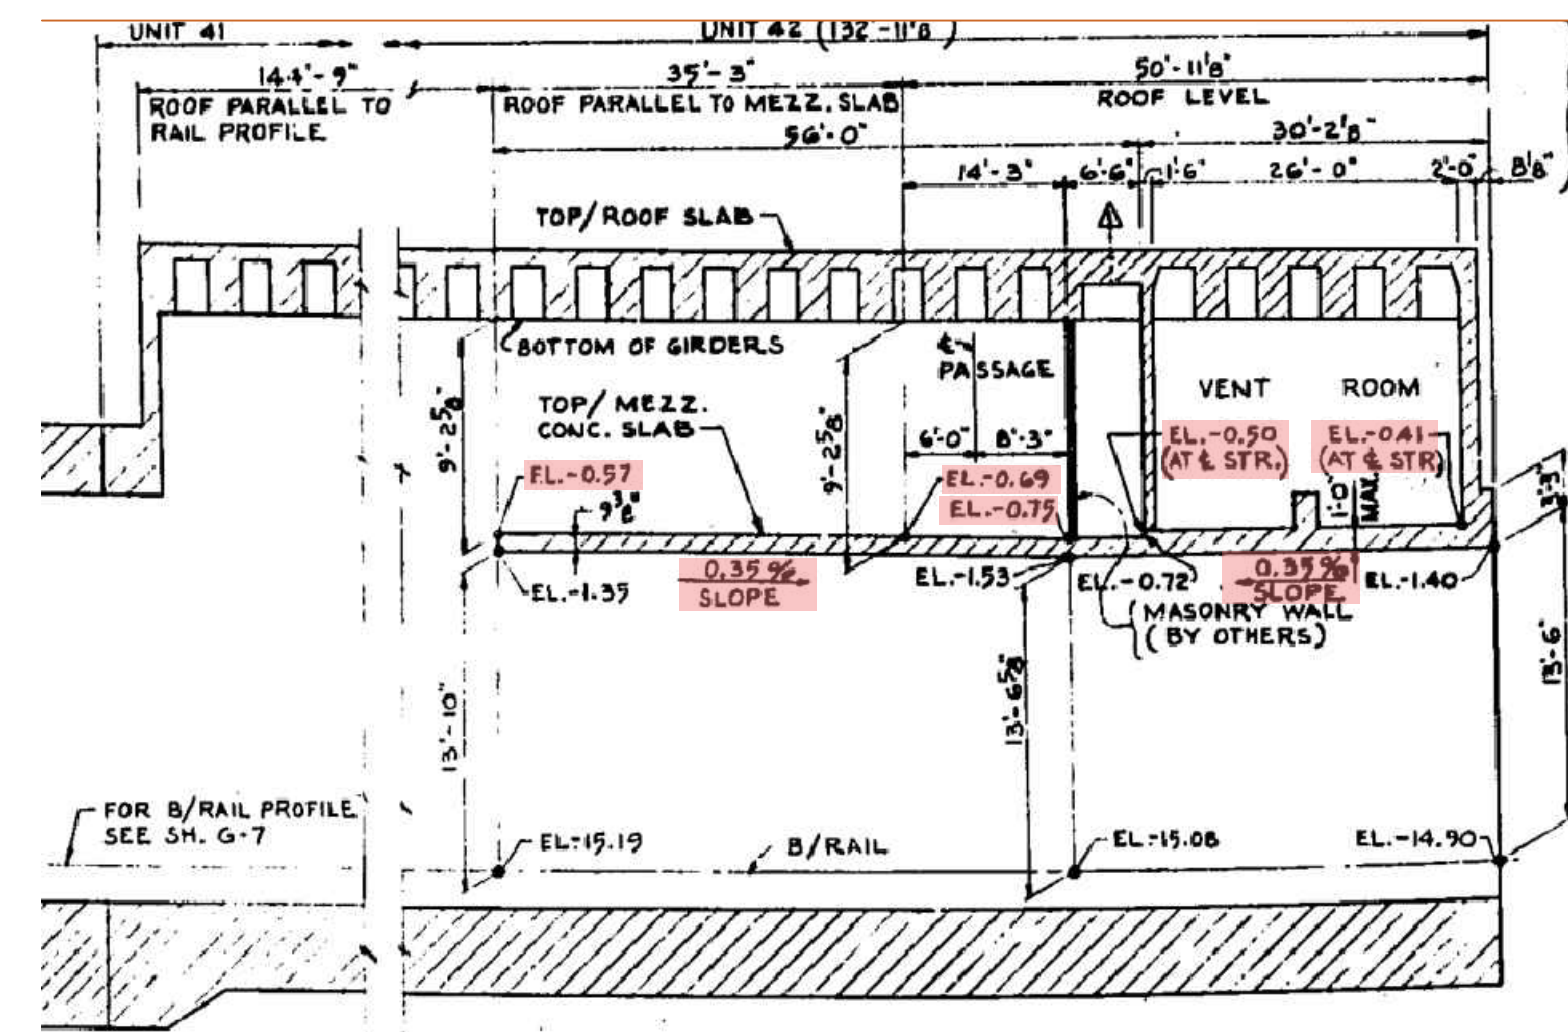 UNIT 41
UNIT 42 (132'-11⅛")
35'-3"
50'-11⅛"
ROOF PARALLEL TO
RAIL PROFILE
ROOF PARALLEL TO MEZZ. SLAB
ROOF LEVEL
56'-0"
30'-2⅛"
14'-3"
6'-6"
1'-6"
26'-0"
2'-0"
8⅛"
TOP/ROOF SLAB
BOTTOM OF GIRDERS
℄
PASSAGE
VENT ROOM
9'-2⅝"
TOP/MEZZ.
CONC. SLAB
9'-2⅝"
6'-0"
8'-3"
EL.-0.50
(AT ℄ STR.)
EL.-0.41
(AT ℄ STR)
EL.-0.57
EL.-0.69
EL.-0.75
9⅜"
1'-0"
MAX.
3'-3"
EL.-1.35
0.35%
SLOPE
EL.-1.53
EL.-0.72
0.35%
SLOPE
EL.-1.40
MASONRY WALL
(BY OTHERS)
13'-10"
13'-6⅝"
13'-6"
FOR B/RAIL PROFILE
SEE SH. G-7
EL.-15.19
B/RAIL
EL.-15.08
EL.-14.90